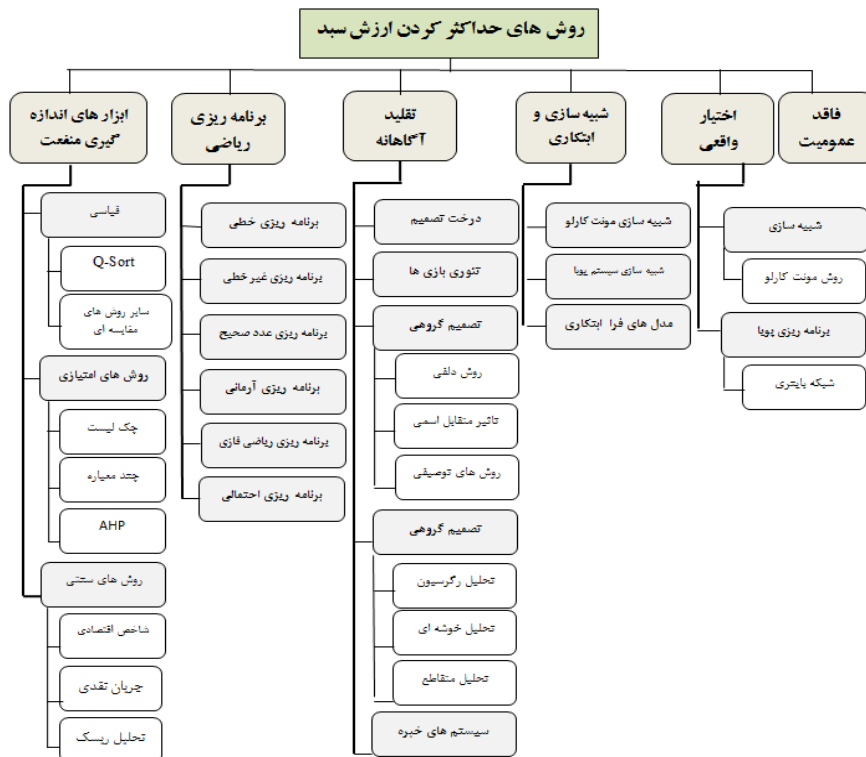 روش های حداکثر کردن ارزش سبد
فاقد
عمومیت
اختیار
واقعی
شبیه سازی
روش مونت کارلو
برنامه ریزی پویا
شبکه باینری
شبیه سازی و
ابتکاری
شبیه سازی مونت کارلو
شبیه سازی سیستم پویا
مدل های فرا ابتکاری
تقلید
آگاهانه
درخت تصمیم
تئوری بازی ها
تصمیم گروهی
روش دلفی
تاثیر متقابل اسمی
روش های توصیفی
تصمیم گروهی
تحلیل رگرسیون
تحلیل خوشه ای
تحلیل متقاطع
سیستم های خبره
برنامه ریزی
ریاضی
برنامه ریزی خطی
برنامه ریزی غیر خطی
برنامه ریزی عدد صحیح
برنامه ریزی آرمانی
برنامه ریزی ریاضی فازی
برنامه ریزی احتمالی
ابزار های اندازه
گیری منفعت
قیاسی
Q-Sort
سایر روش های
مقایسه ای
روش های امتیازی
چک لیست
چند معیاره
AHP
روش های سنتی
شاخص اقتصادی
جریان نقدی
تحلیل ریسک